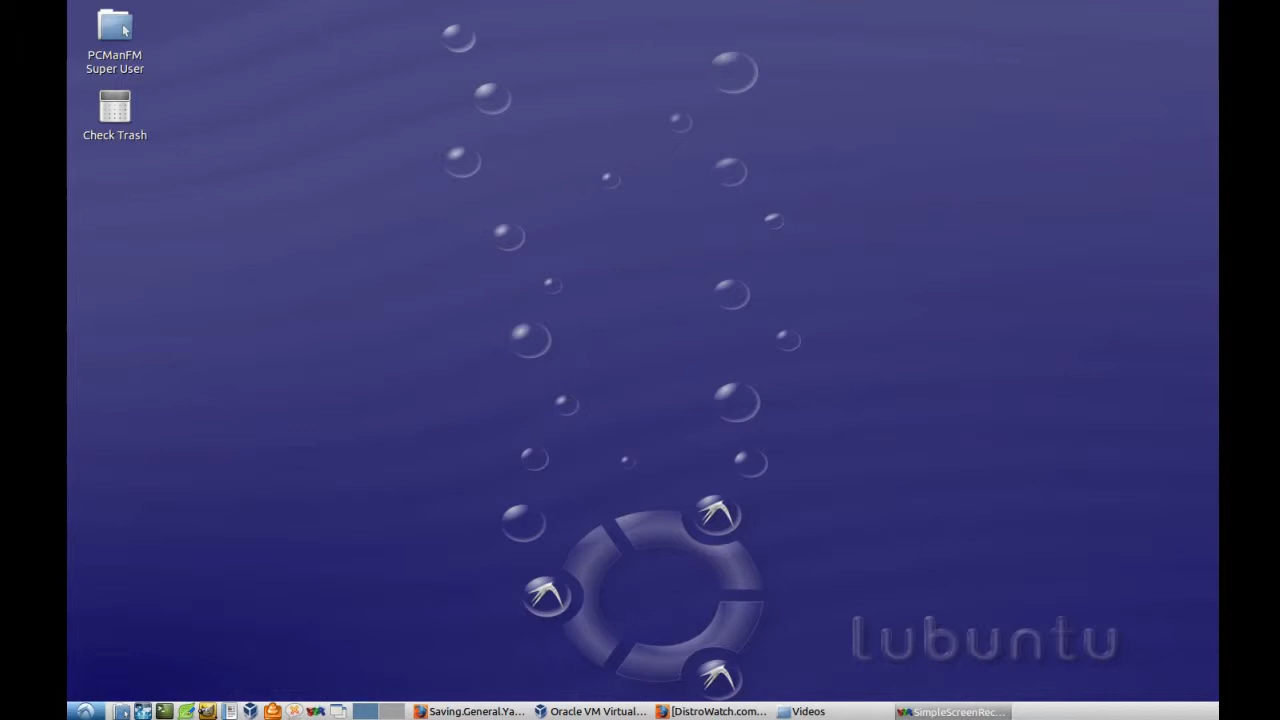 PCManFM
Super User
Check Trash
lubuntu
Saving.General.Ya...
Oracle VM Virtual...
[DistroWatch.com...
Videos
SimpleScreenRec...